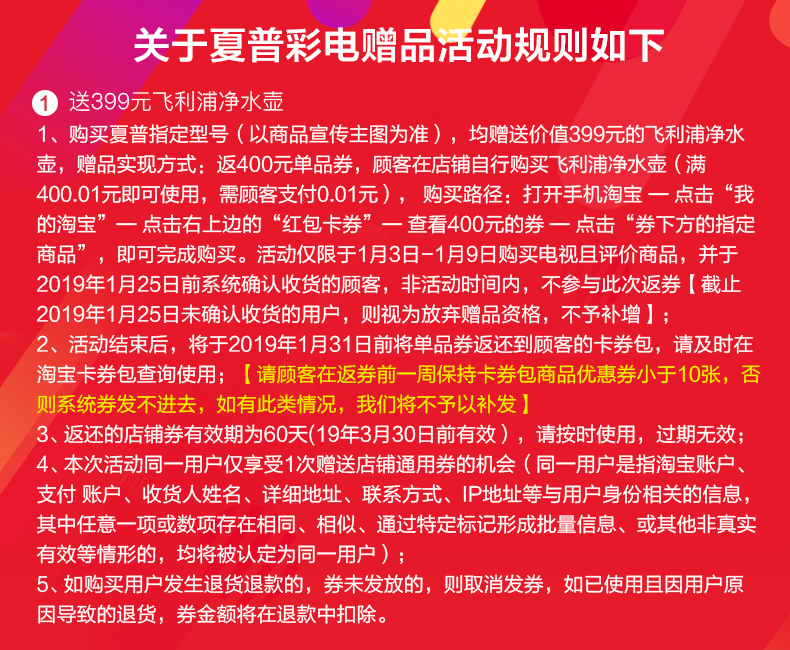 关于夏普彩电赠品活动规则如下
1 送399元飞利浦净水壶
1、购买夏普指定型号（以商品宣传主图为准），均赠送价值399元的飞利浦净水
壶，赠品实现方式：返400元单品券，顾客在店铺自行购买飞利浦净水壶（满
400.01元即可使用，需顾客支付0.01元）， 购买路径：打开手机淘宝 — 点击“我
的淘宝”— 点击右上边的“红包卡券”— 查看400元的券 — 点击“券下方的指定
商品”，即可完成购买。活动仅限于1月3日-1月9日购买电视且评价商品，并于
2019年1月25日前系统确认收货的顾客，非活动时间内，不参与此次返券【截止
2019年1月25日未确认收货的用户，则视为放弃赠品资格，不予补增】；
2、活动结束后，将于2019年1月31日前将单品券返还到顾客的卡券包，请及时在
淘宝卡券包查询使用；【请顾客在返券前一周保持卡券包商品优惠券小于10张，否
则系统券发不进去，如有此类情况，我们将不予以补发】
3、返还的店铺券有效期为60天(19年3月30日前有效），请按时使用，过期无效；
4、本次活动同一用户仅享受1次赠送店铺通用券的机会（同一用户是指淘宝账户、
支付 账户、收货人姓名、详细地址、联系方式、IP地址等与用户身份相关的信息，
其中任意一项或数项存在相同、相似、通过特定标记形成批量信息、或其他非真实
有效等情形的，均将被认定为同一用户）；
5、如购买用户发生退货退款的，券未发放的，则取消发券，如已使用且因用户原
因导致的退货，券金额将在退款中扣除。